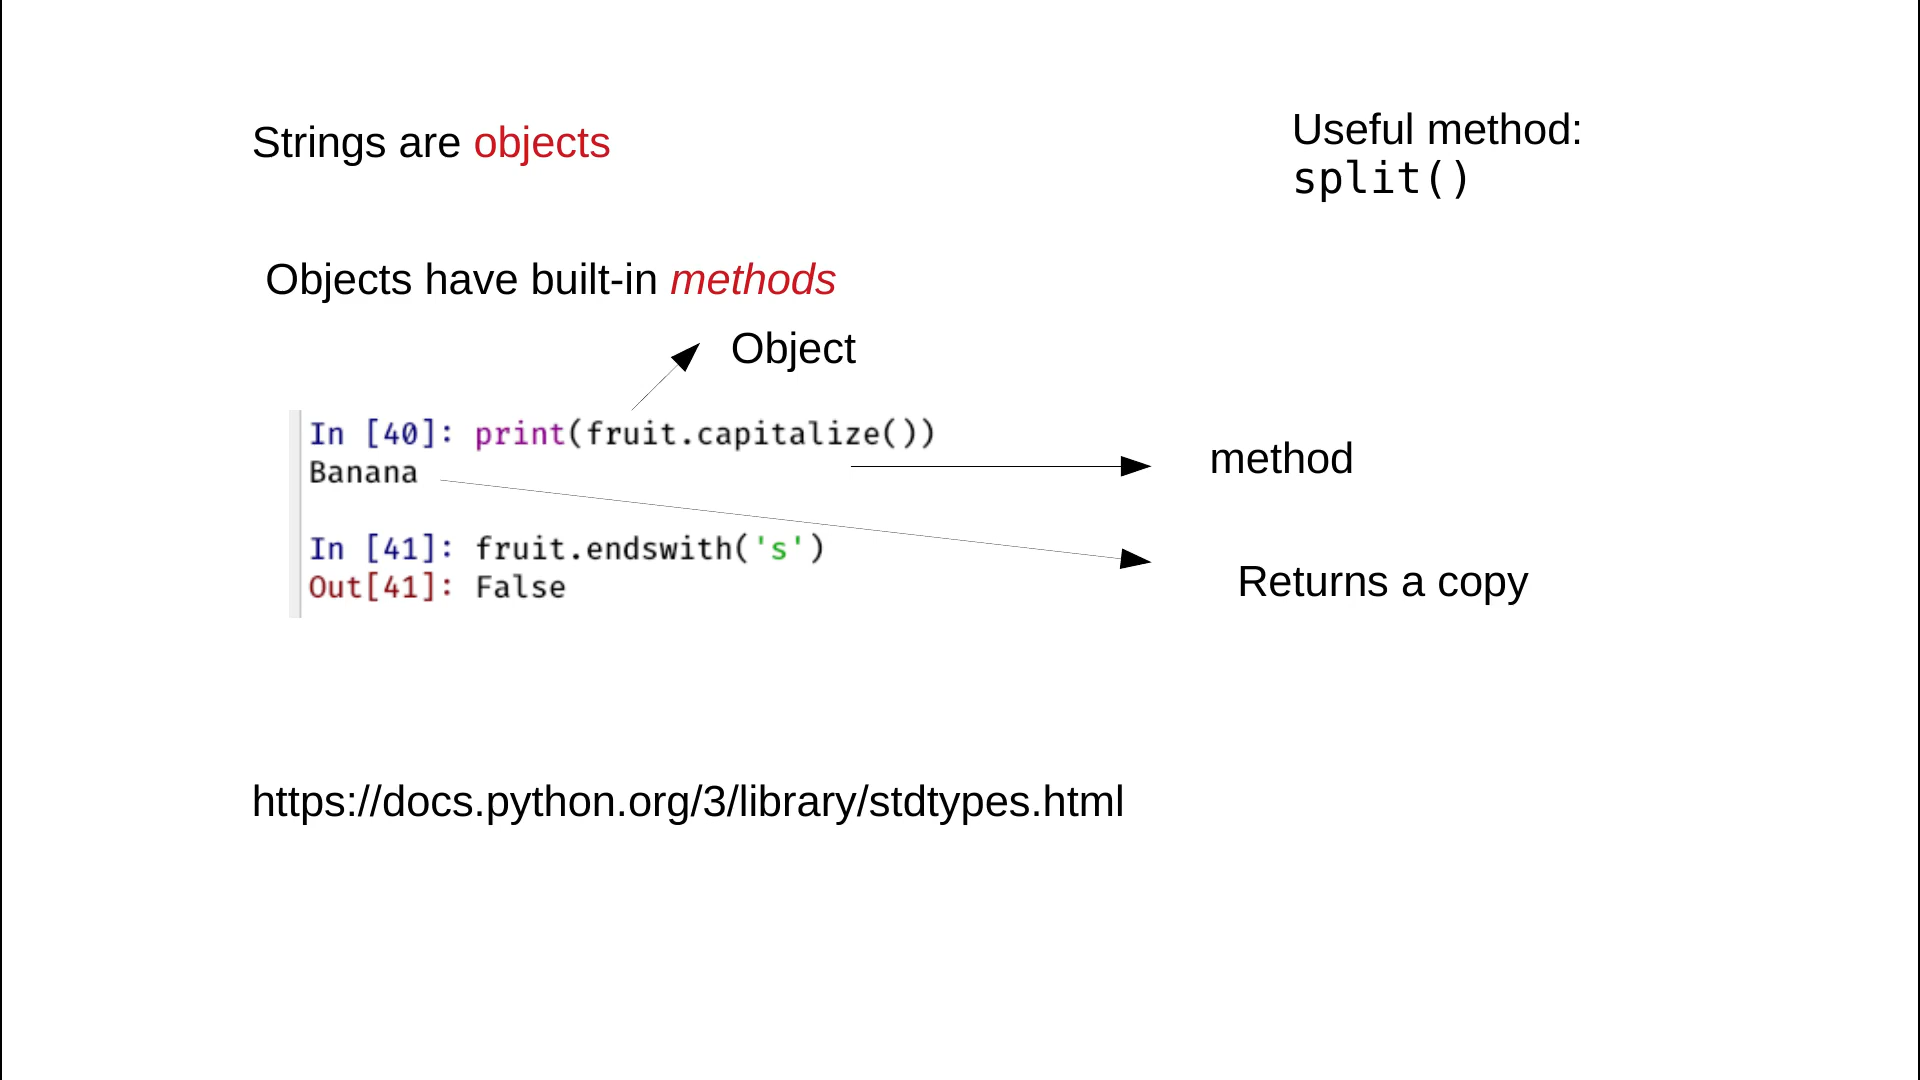 Strings are objects
Useful method:
split()
Objects have built-in methods
Object
In [40]: print(fruit.capitalize())
Banana
method
In [41]: fruit.endswith('s')
Out[41]: False
Returns a copy
https://docs.python.org/3/library/stdtypes.html